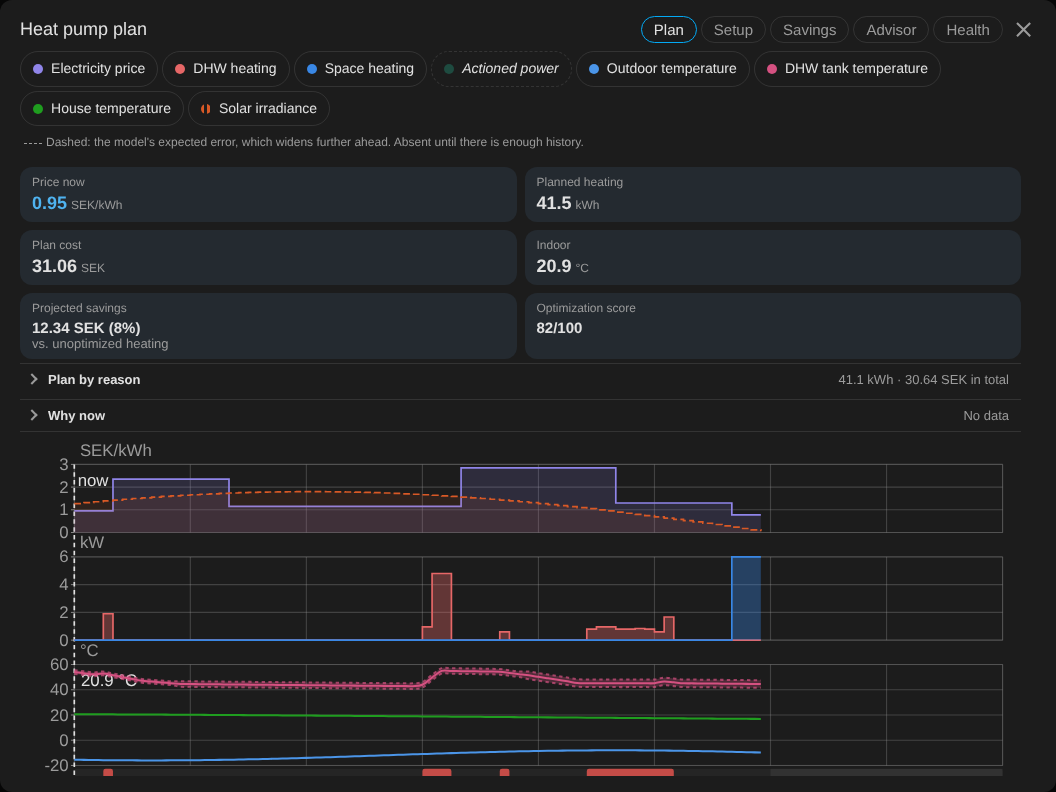 Heat pump plan
Plan Setup Savings Advisor Health
Electricity price DHW heating Space heating Actioned power Outdoor temperature DHW tank temperature
House temperature Solar irradiance
---- Dashed: the model's expected error, which widens further ahead. Absent until there is enough history.
Price now
0.95 SEK/kWh
Planned heating
41.5 kWh
Plan cost
31.06 SEK
Indoor
20.9 °C
Projected savings
12.34 SEK (8%)
vs. unoptimized heating
Optimization score
82/100
Plan by reason 41.1 kWh · 30.64 SEK in total
Why now No data
SEK/kWh
3
now
2
1
0
kW
6
4
2
0
°C
60
20.9 °C
40
20
0
-20